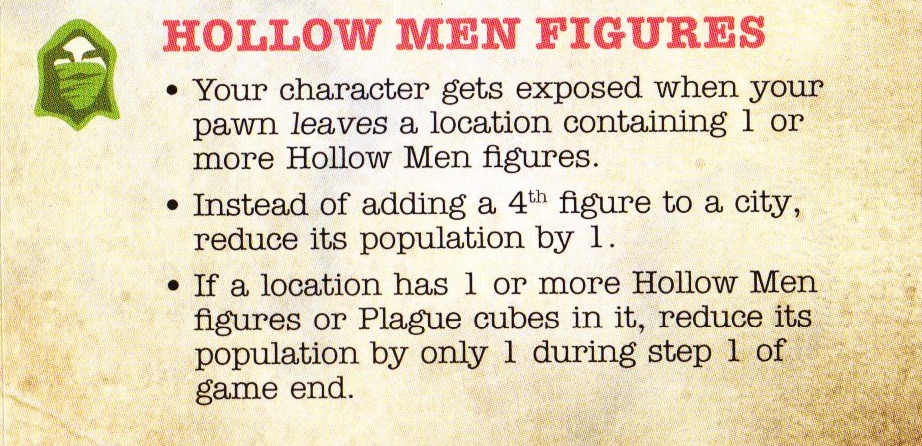 HOLLOW MEN FIGURES
• Your character gets exposed when your
pawn leaves a location containing 1 or
more Hollow Men figures.
• Instead of adding a 4th figure to a city,
reduce its population by 1.
• If a location has 1 or more Hollow Men
figures or Plague cubes in it, reduce its
population by only 1 during step 1 of
game end.